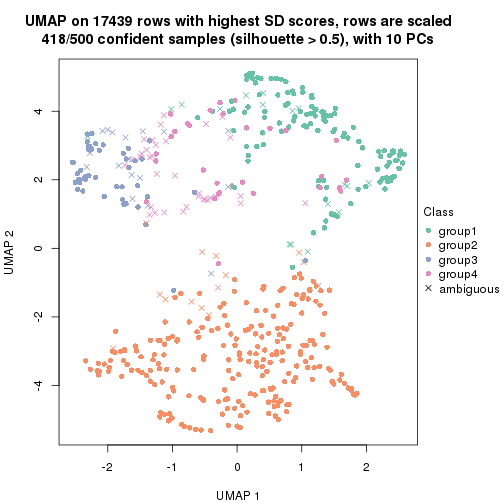 UMAP on 17439 rows with highest SD scores, rows are scaled
418/500 confident samples (silhouette > 0.5), with 10 PCs
4
2
0
-2
-4
UMAP 2
-2
-1
0
1
2
UMAP 1
Class
group1
group2
group3
group4
ambiguous